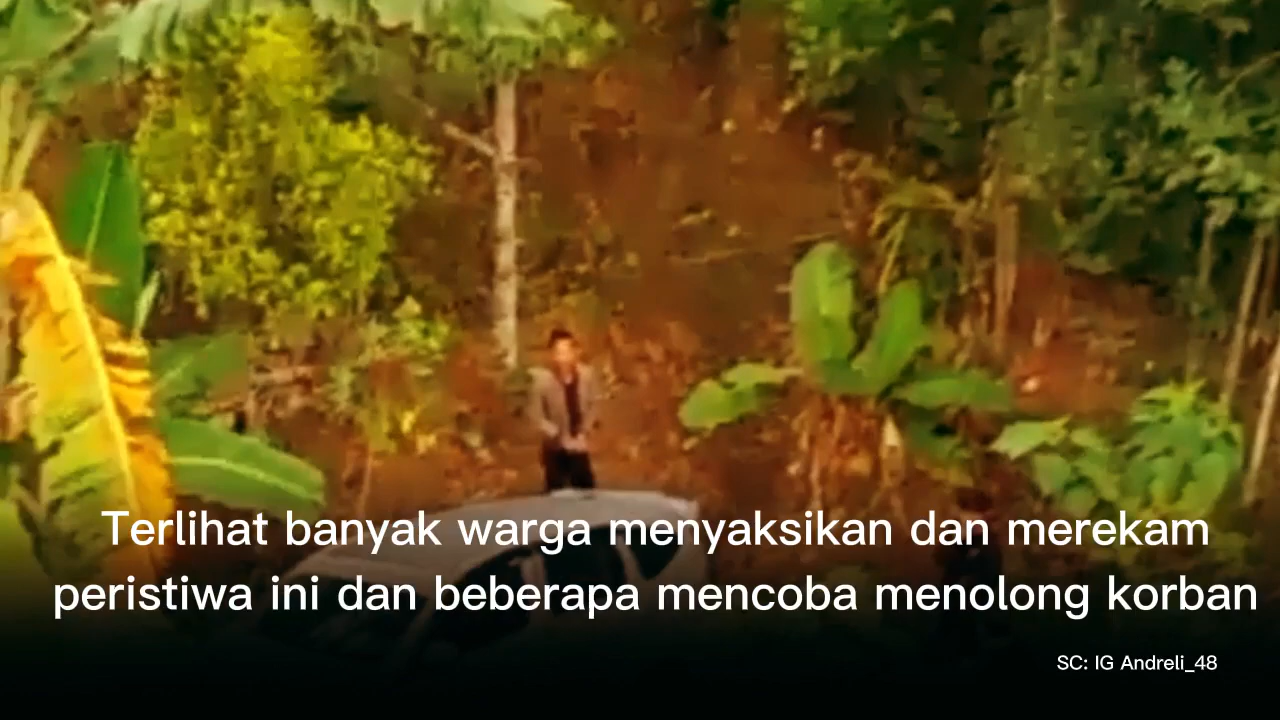 Terlihat banyak warga menyaksikan dan merekam
peristiwa ini dan beberapa mencoba menolong korban
SC: IG Andreli_48